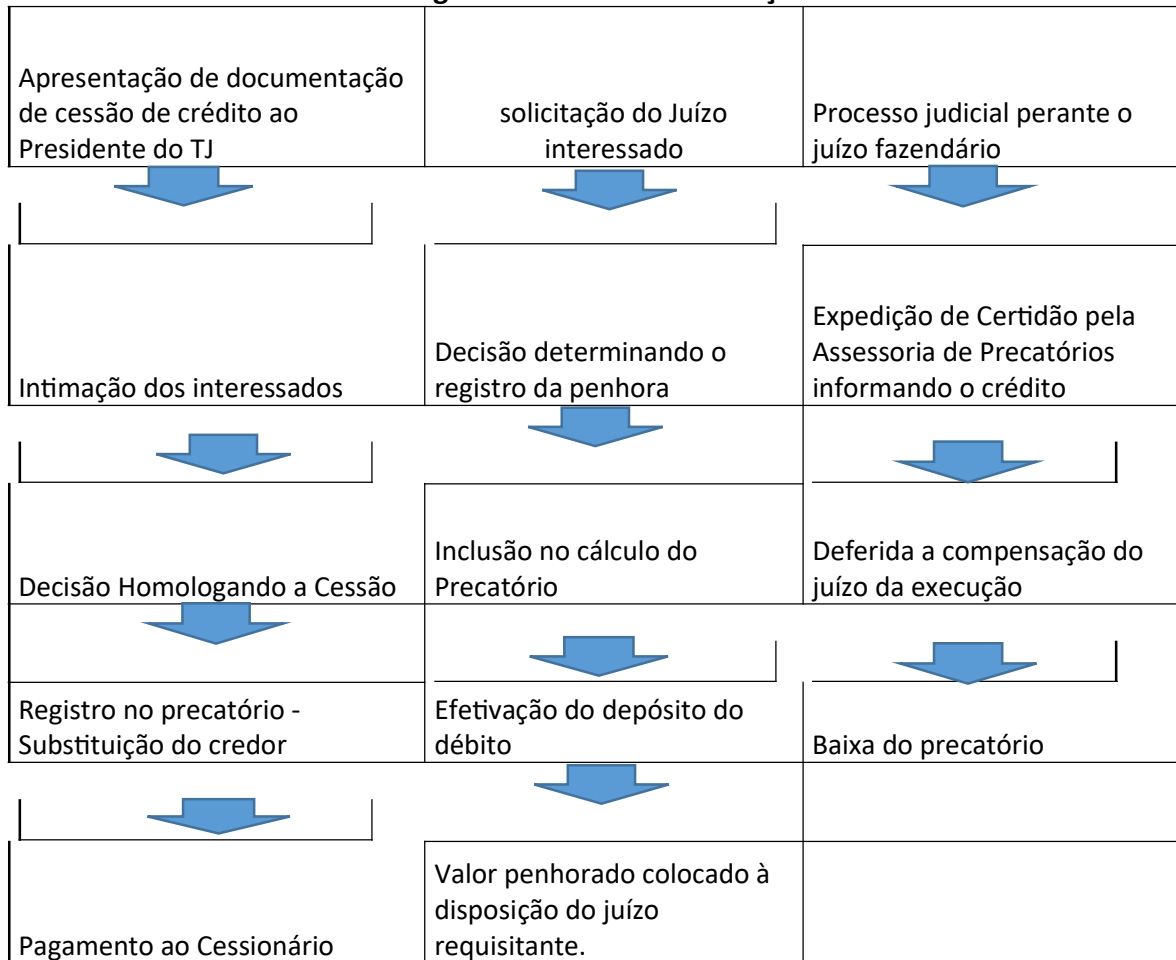 Apresentação de documentação
de cessão de crédito ao
Presidente do TJ
solicitação do Juízo
interessado
Processo judicial perante o
juízo fazendário
Intimação dos interessados
Decisão determinando o
registro da penhora
Expedição de Certidão pela
Assessoria de Precatórios
informando o crédito
Decisão Homologando a Cessão
Inclusão no cálculo do
Precatório
Deferida a compensação do
juízo da execução
Registro no precatório -
Substituição do credor
Efetivação do depósito do
débito
Baixa do precatório
Pagamento ao Cessionário
Valor penhorado colocado à
disposição do juízo
requisitante.